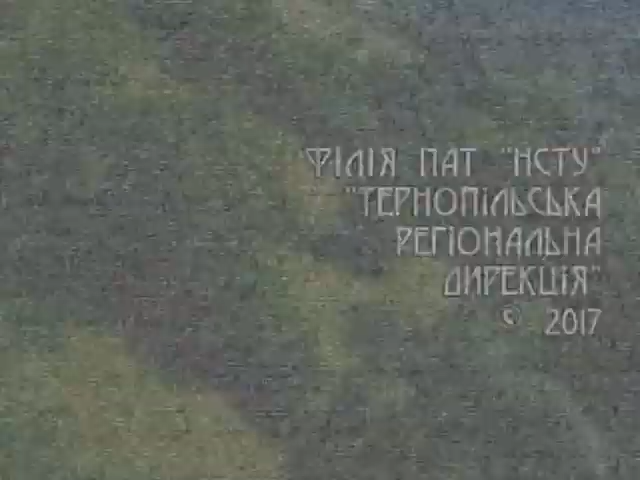 ФІЛІЯ ПАТ "НСТУ"
"ТЕРНОПІЛЬСЬКА
РЕГІОНАЛЬНА
ДИРЕКЦІЯ"
© 2017